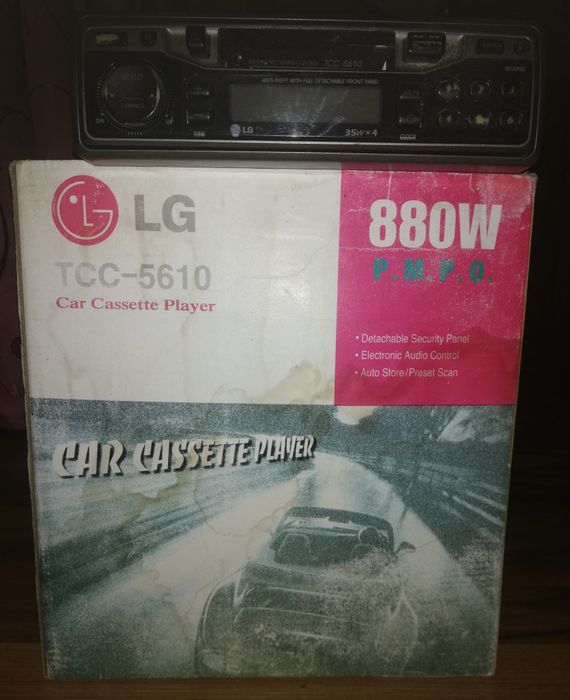 TCC-5610
ANTI-THEFT WITH FULL DETACHABLE FRONT PANEL
RELEASE
LG
35W×4
LG
TCC-5610
Car Cassette Player
880W
P.M.P.O.
• Detachable Security Panel
• Electronic Audio Control
• Auto Store/Preset Scan
CAR CASSETTE PLAYER